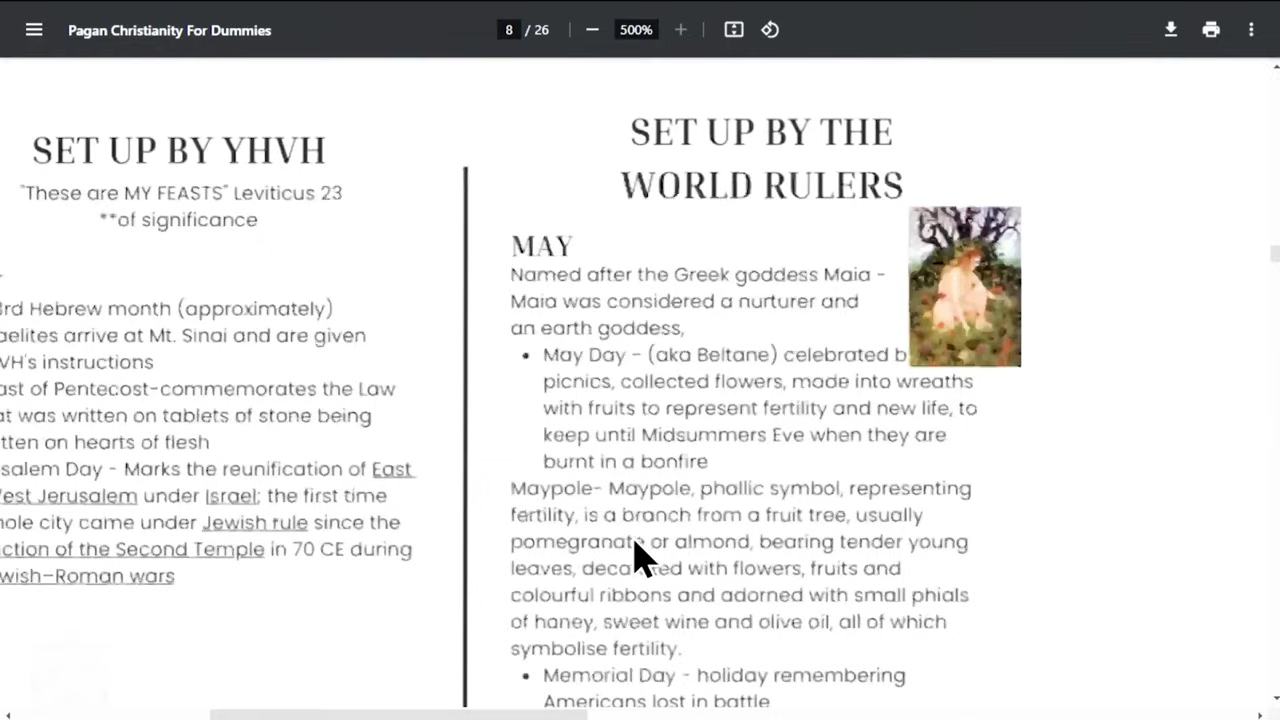 Pagan Christianity For Dummies
8 / 26
500%
SET UP BY YHVH
"These are MY FEASTS" Leviticus 23
**of significance
3rd Hebrew month (approximately)
aelites arrive at Mt. Sinai and are given
VH's instructions
ast of Pentecost-commemorates the Law
at was written on tablets of stone being
tten on hearts of flesh
salem Day - Marks the reunification of East
West Jerusalem under Israel; the first time
hole city came under Jewish rule since the
uction of the Second Temple in 70 CE during
wish–Roman wars
SET UP BY THE
WORLD RULERS
MAY
Named after the Greek goddess Maia -
Maia was considered a nurturer and
an earth goddess,
• May Day - (aka Beltane) celebrated b
picnics, collected flowers, made into wreaths
with fruits to represent fertility and new life, to
keep until Midsummers Eve when they are
burnt in a bonfire
Maypole- Maypole, phallic symbol, representing
fertility, is a branch from a fruit tree, usually
pomegranate or almond, bearing tender young
leaves, decorated with flowers, fruits and
colourful ribbons and adorned with small phials
of honey, sweet wine and olive oil, all of which
symbolise fertility.
• Memorial Day - holiday remembering
Americans lost in battle